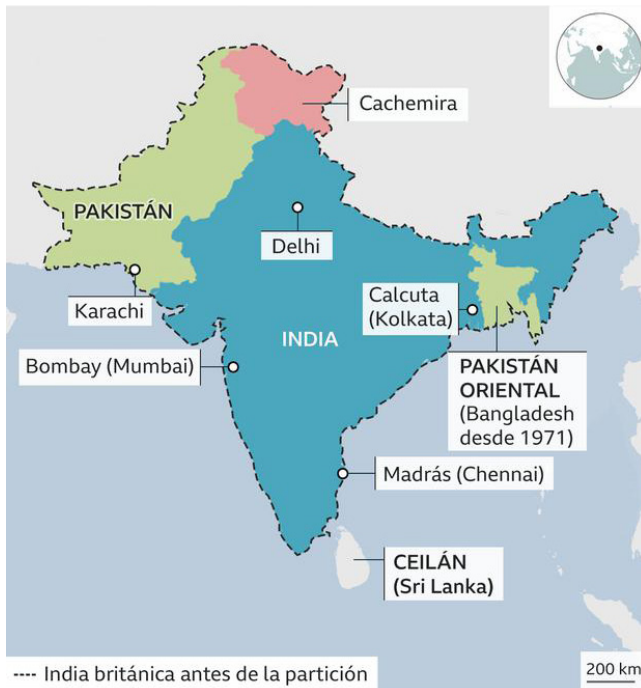 Cachemira
PAKISTÁN
Delhi
Karachi
Calcuta
(Kolkata)
INDIA
Bombay (Mumbai)
PAKISTÁN
ORIENTAL
(Bangladesh
desde 1971)
Madrás (Chennai)
CEILÁN
(Sri Lanka)
---- India británica antes de la partición
200 km